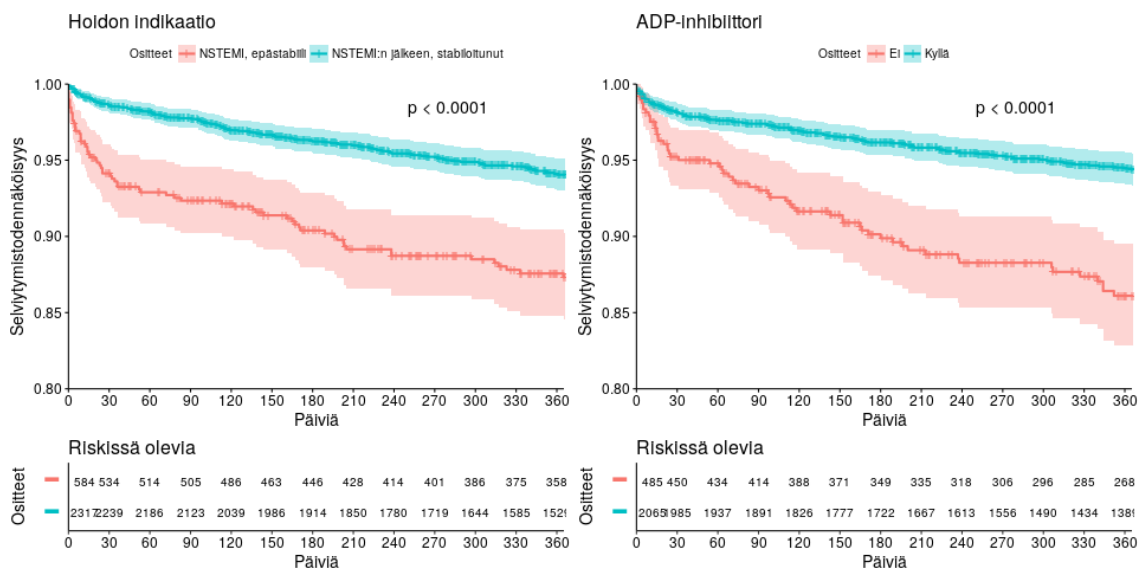 Hoidon indikaatio
Ositteet NSTEMI, epästabiili NSTEMI:n jälkeen, stabiloitunut
p < 0.0001
Selviytymistodennäköisyys
1.00
0.95
0.90
0.85
0.80
0 30 60 90 120 150 180 210 240 270 300 330 360
Päiviä
Riskissä olevia
Ositteet
584 534 514 505 486 463 446 428 414 401 386 375 358
2317 2239 2186 2123 2039 1986 1914 1850 1780 1719 1644 1585 1529
0 30 60 90 120 150 180 210 240 270 300 330 360
Päiviä
ADP-inhibiittori
Ositteet Ei Kyllä
p < 0.0001
Selviytymistodennäköisyys
1.00
0.95
0.90
0.85
0.80
0 30 60 90 120 150 180 210 240 270 300 330 360
Päiviä
Riskissä olevia
Ositteet
485 450 434 414 388 371 349 335 318 306 296 285 268
2065 1985 1937 1891 1826 1777 1722 1667 1613 1556 1490 1434 1389
0 30 60 90 120 150 180 210 240 270 300 330 360
Päiviä